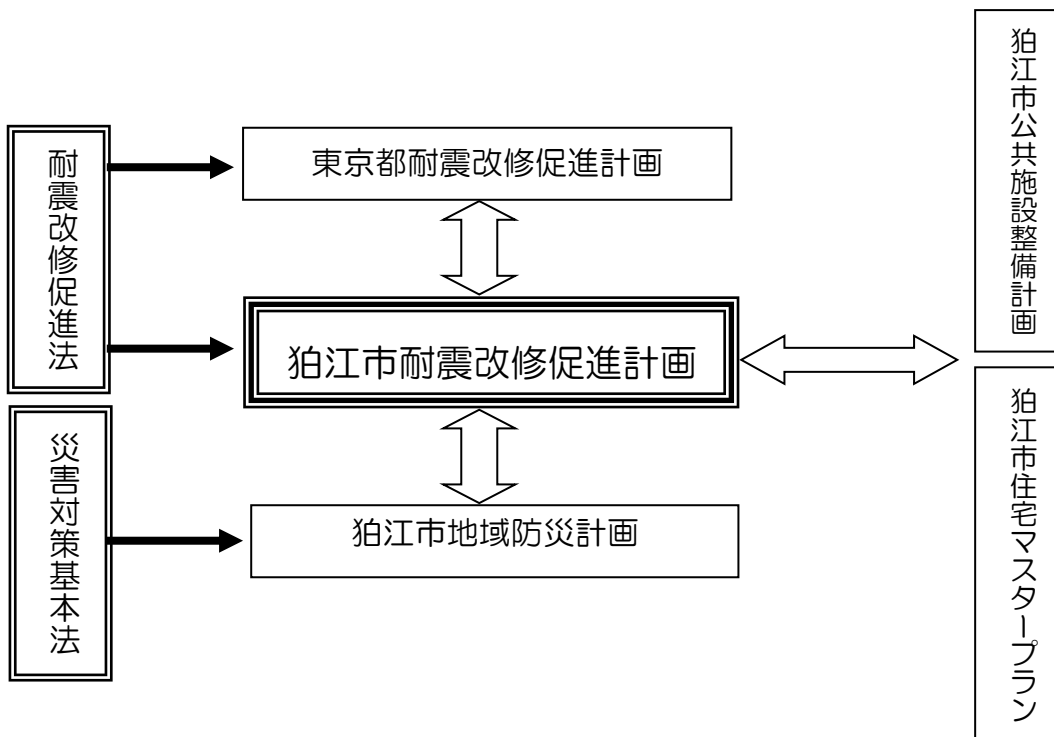 耐震改修促進法
災害対策基本法
東京都耐震改修促進計画
狛江市耐震改修促進計画
狛江市地域防災計画
狛江市公共施設整備計画
狛江市住宅マスタープラン